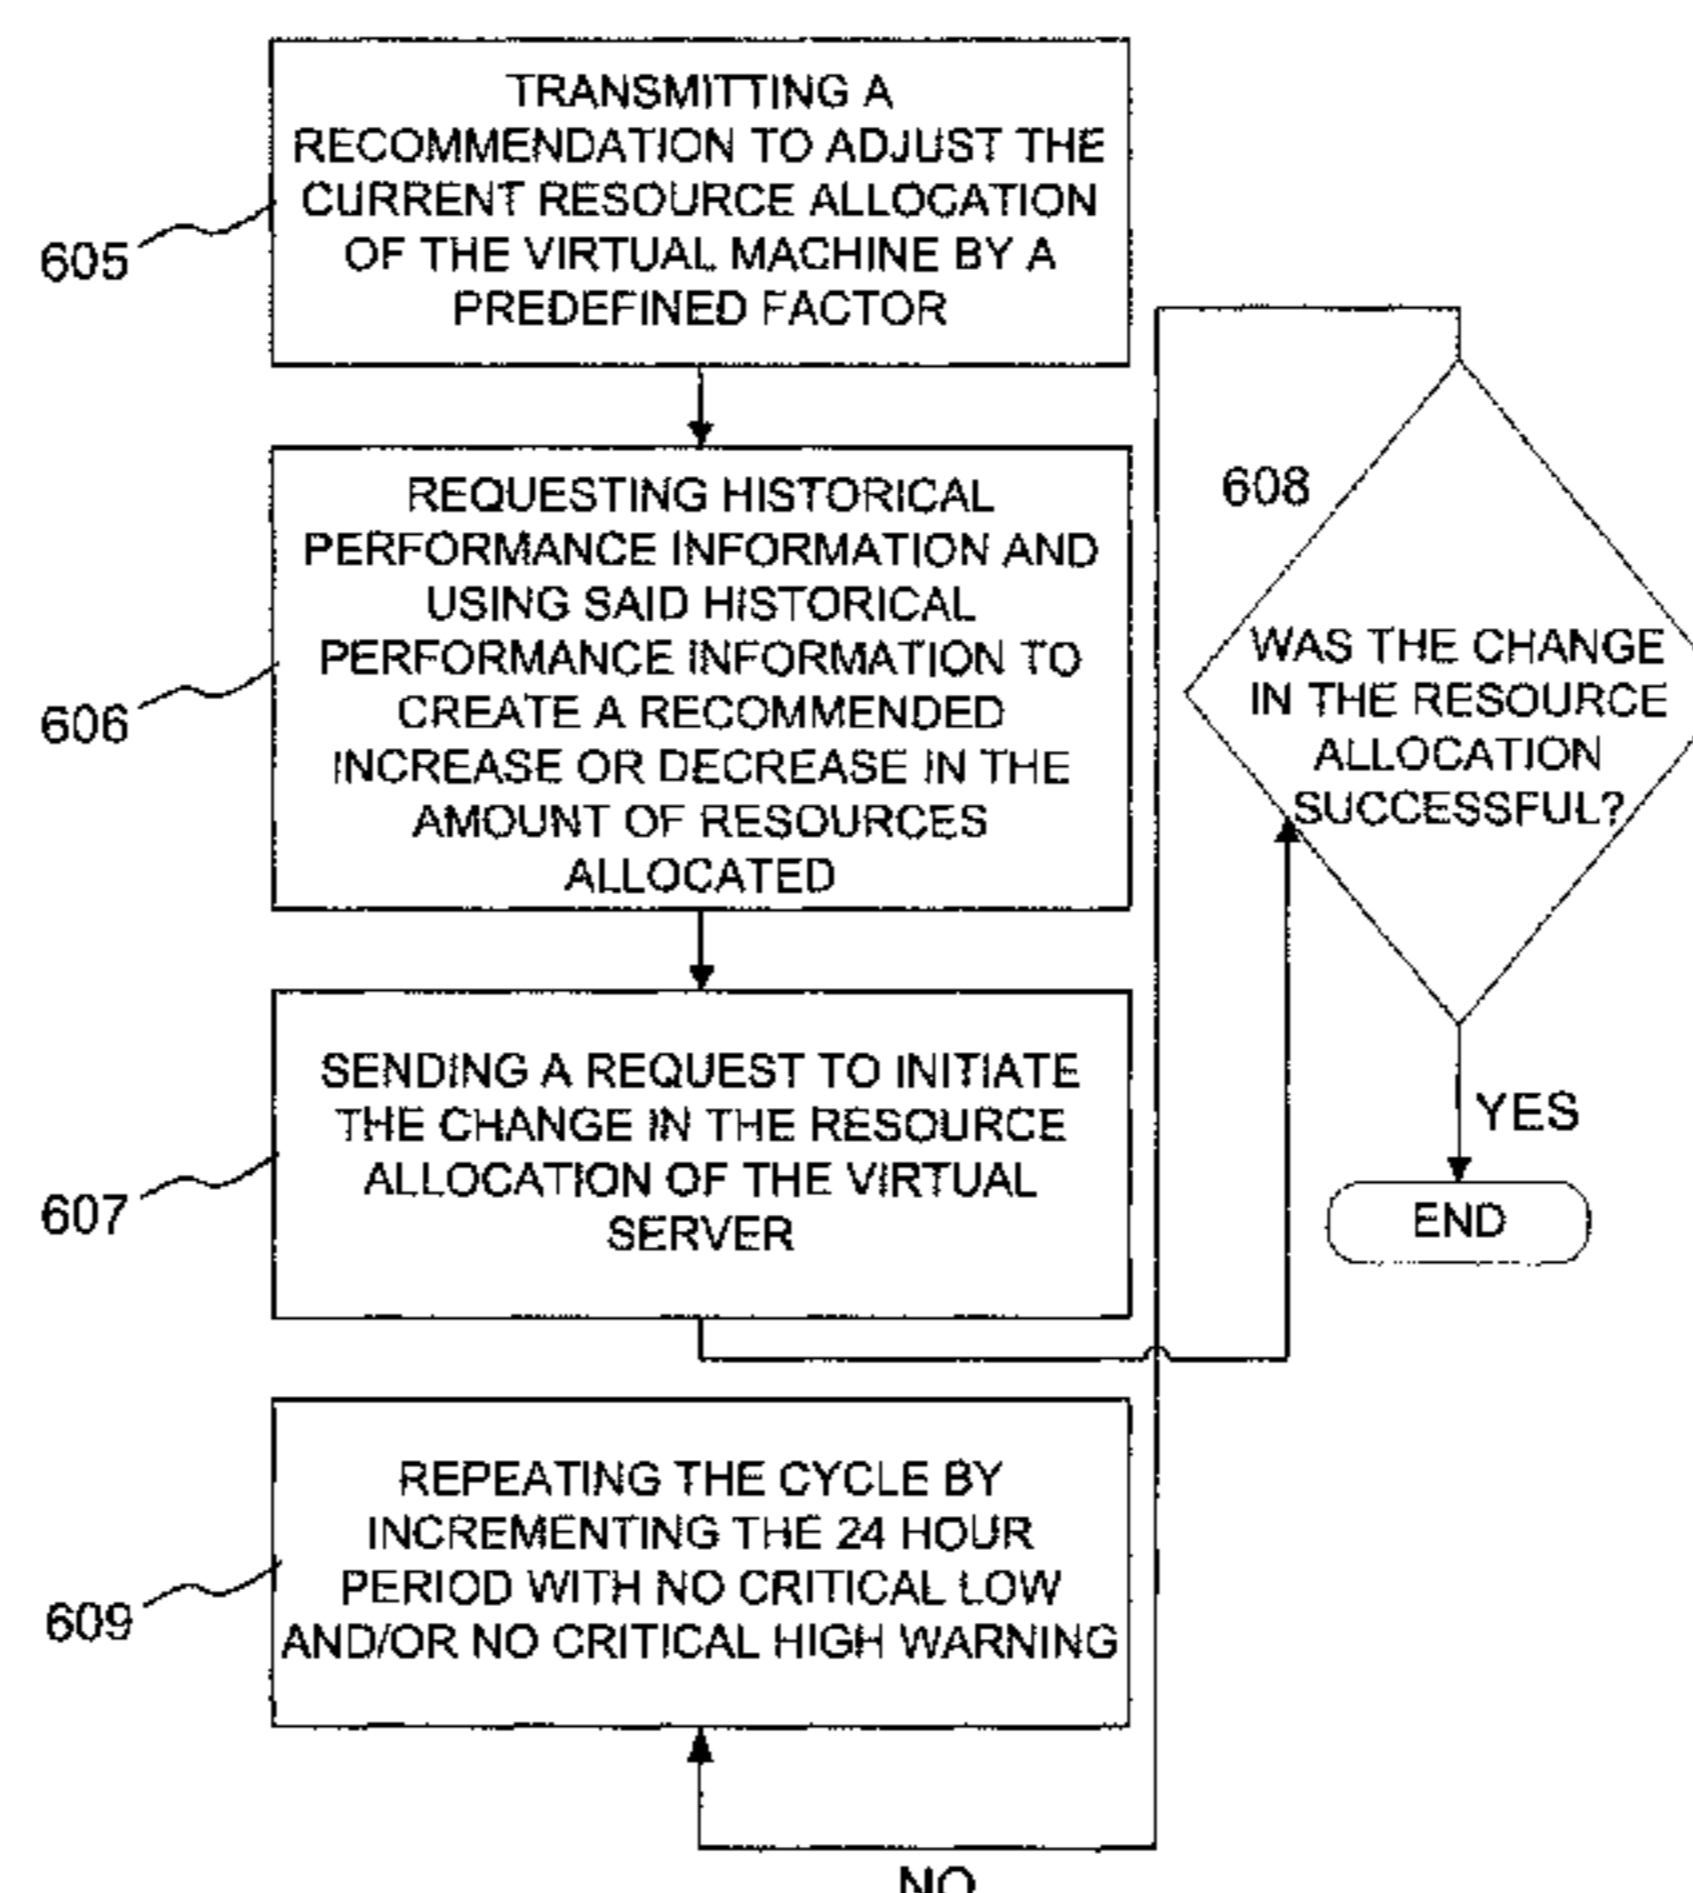 TRANSMITTING A
RECOMMENDATION TO ADJUST THE
CURRENT RESOURCE ALLOCATION
OF THE VIRTUAL MACHINE BY A
PREDEFINED FACTOR
605
REQUESTING HISTORICAL
PERFORMANCE INFORMATION AND
USING SAID HISTORICAL
PERFORMANCE INFORMATION TO
CREATE A RECOMMENDED
INCREASE OR DECREASE IN THE
AMOUNT OF RESOURCES
ALLOCATED
606
SENDING A REQUEST TO INITIATE
THE CHANGE IN THE RESOURCE
ALLOCATION OF THE VIRTUAL
SERVER
607
608
WAS THE CHANGE
IN THE RESOURCE
ALLOCATION
SUCCESSFUL?
YES
END
REPEATING THE CYCLE BY
INCREMENTING THE 24 HOUR
PERIOD WITH NO CRITICAL LOW
AND/OR NO CRITICAL HIGH WARNING
609
NO